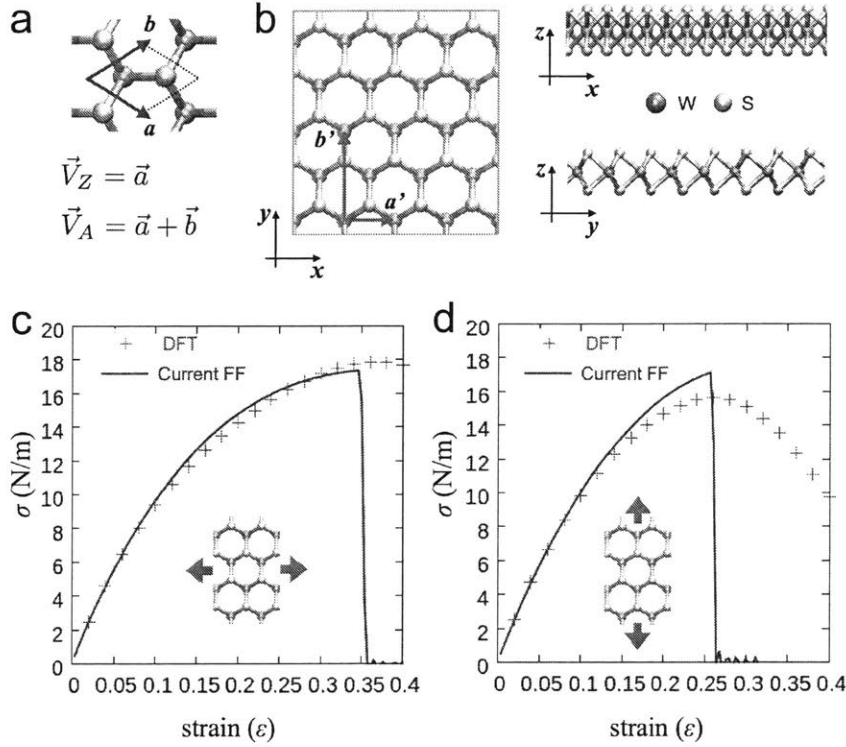 a
b
a
V⃗_Z = a⃗
V⃗_A = a⃗ + b⃗
b
b'
a'
y
x
z
x
W S
z
y
c
σ (N/m)
20
18
16
14
12
10
8
6
4
2
0
DFT
Current FF
0 0.05 0.1 0.15 0.2 0.25 0.3 0.35 0.4
strain (ε)
d
σ (N/m)
20
18
16
14
12
10
8
6
4
2
0
DFT
Current FF
0 0.05 0.1 0.15 0.2 0.25 0.3 0.35 0.4
strain (ε)